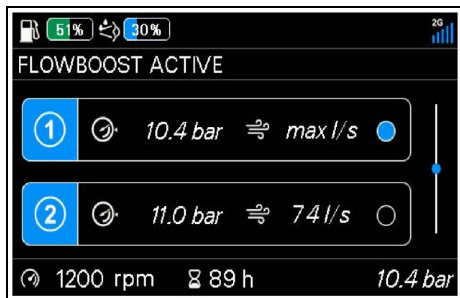 51% 30% 2G
FLOWBOOST ACTIVE
1 10.4 bar max l/s
2 11.0 bar 74 l/s
1200 rpm 89 h 10.4 bar